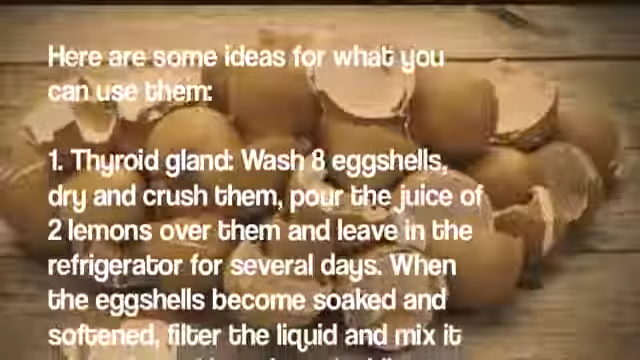 Here are some ideas for what you
can use them:
1. Thyroid gland: Wash 8 eggshells,
dry and crush them, pour the juice of
2 lemons over them and leave in the
refrigerator for several days. When
the eggshells become soaked and
softened, filter the liquid and mix it